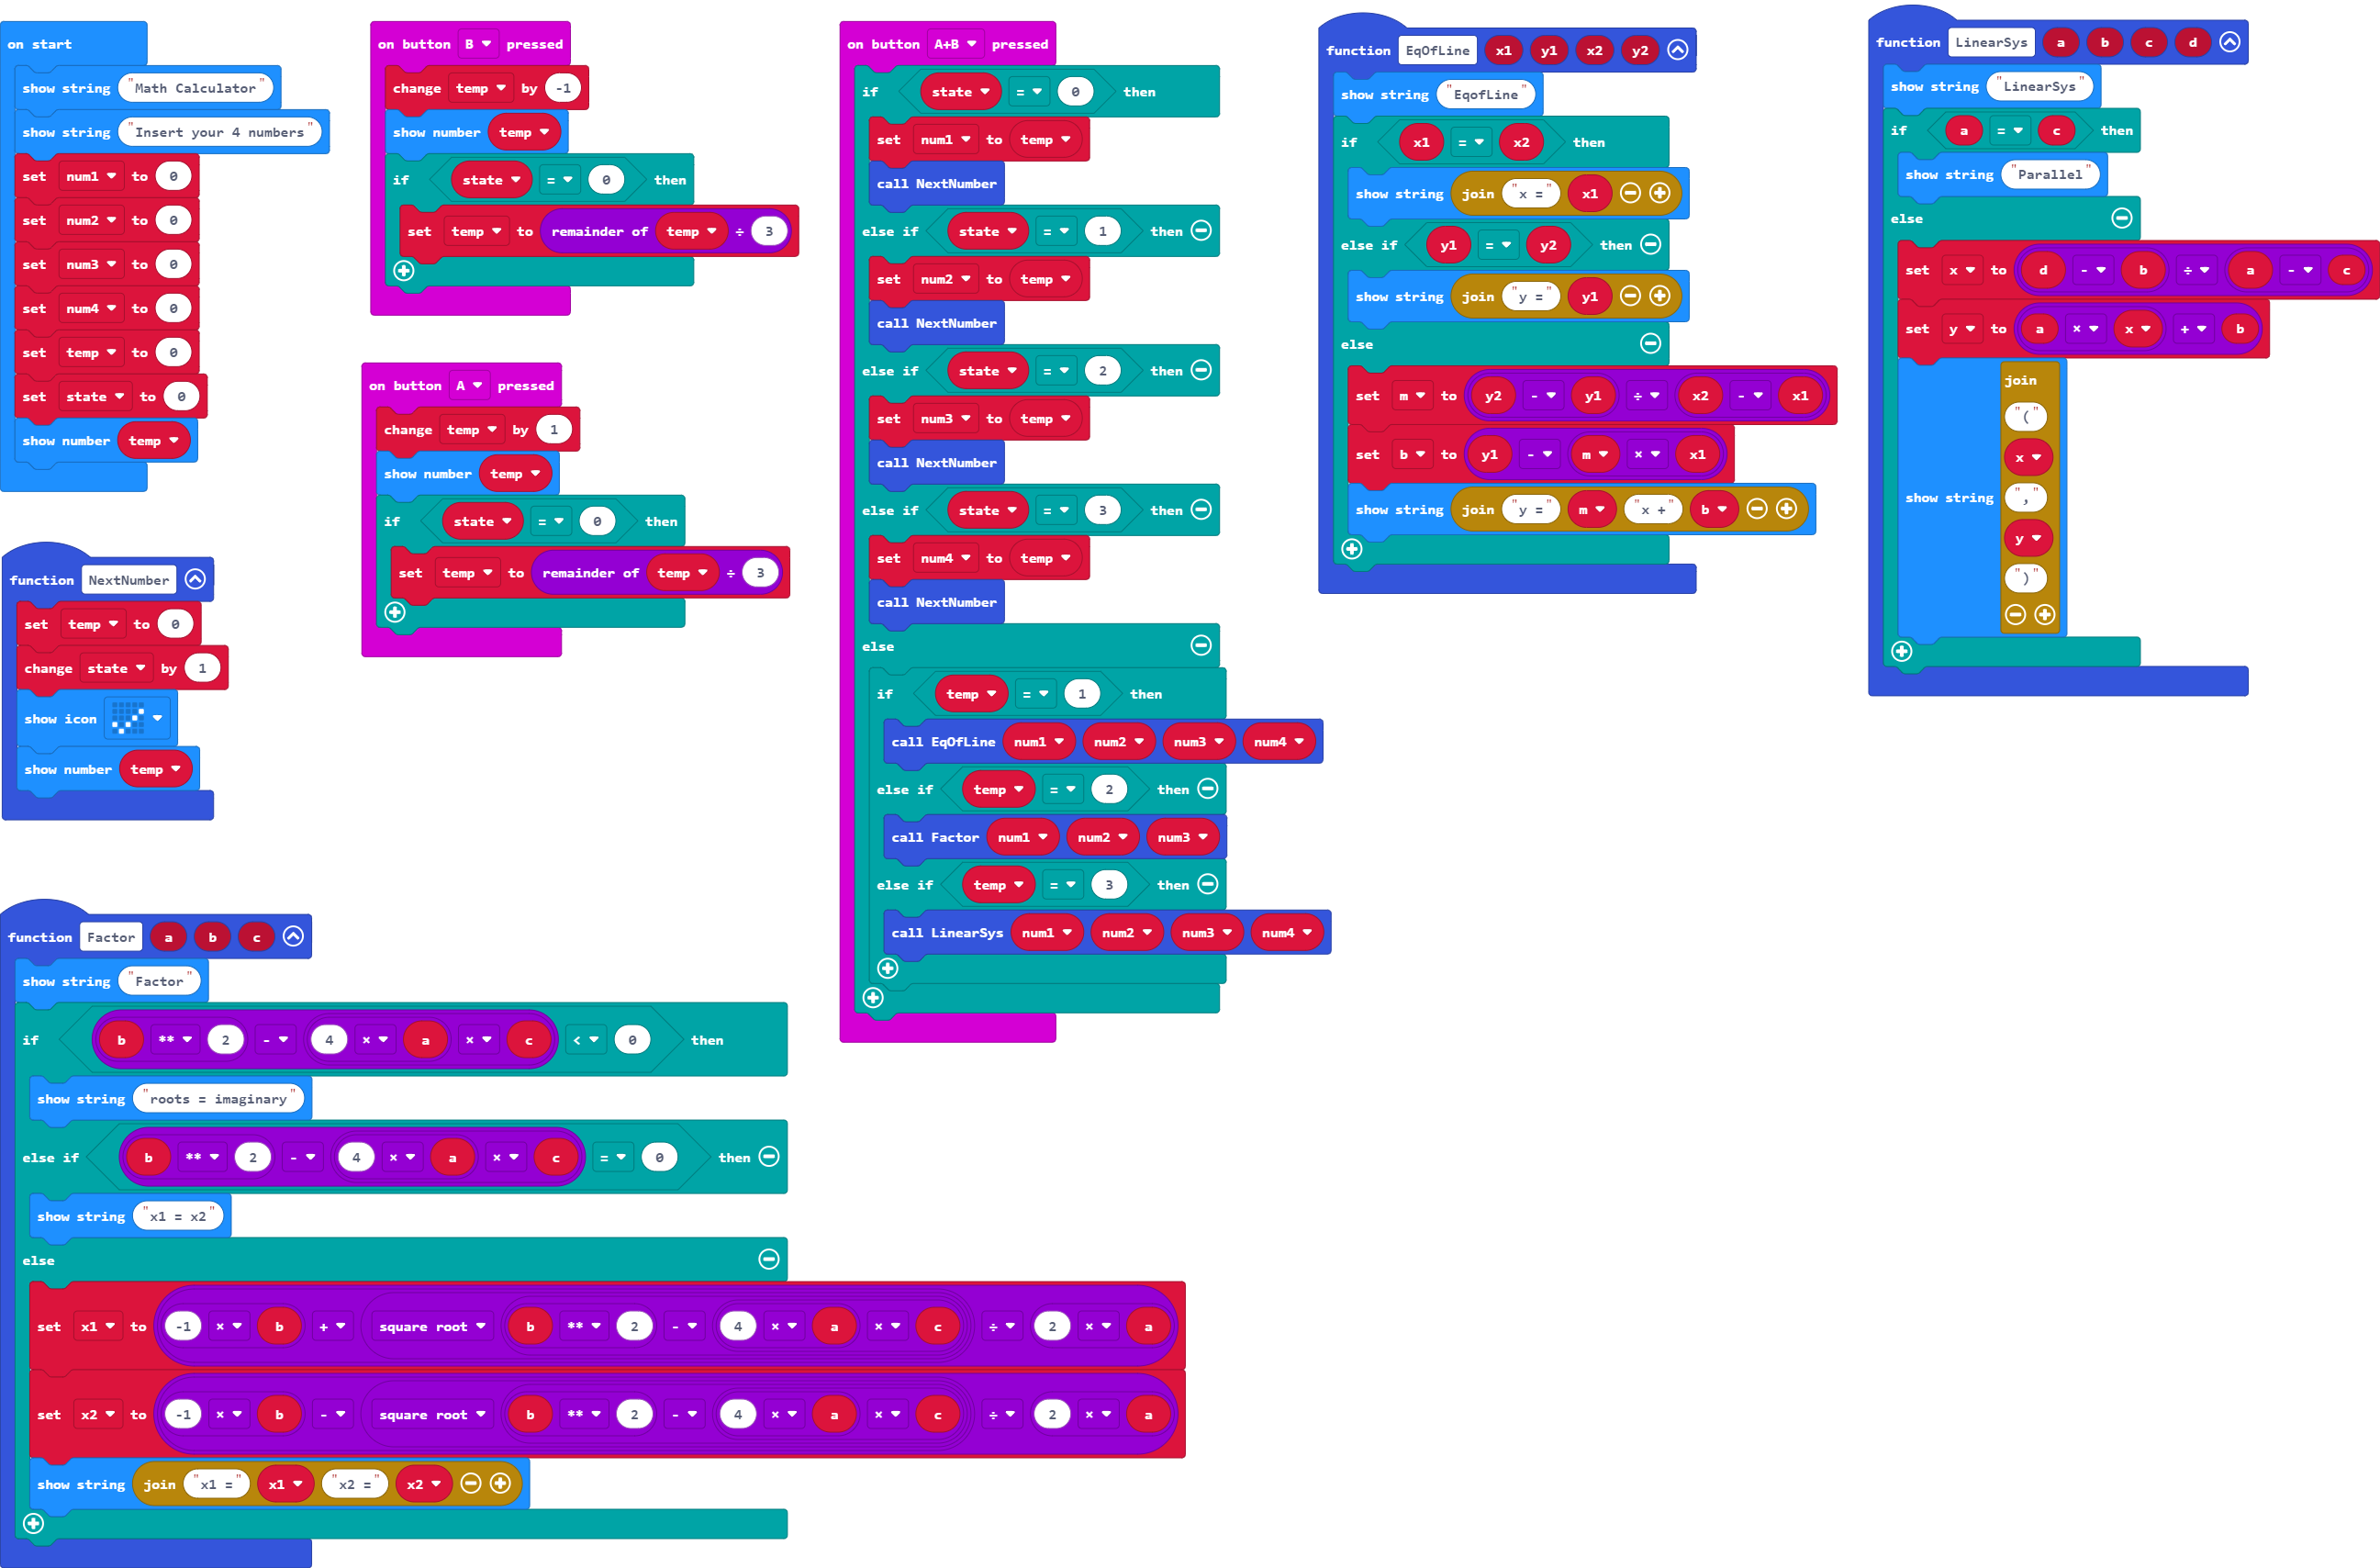 on start
show string "Math Calculator"
show string "Insert your 4 numbers"
set num1 to 0
set num2 to 0
set num3 to 0
set num4 to 0
set temp to 0
set state to 0
show number temp
function NextNumber
set temp to 0
change state by 1
show icon
show number temp
on button B pressed
change temp by -1
show number temp
if state = 0 then
set temp to remainder of temp ÷ 3
on button A pressed
change temp by 1
show number temp
if state = 0 then
set temp to remainder of temp ÷ 3
on button A+B pressed
if state = 0 then
set num1 to temp
call NextNumber
else if state = 1 then
set num2 to temp
call NextNumber
else if state = 2 then
set num3 to temp
call NextNumber
else if state = 3 then
set num4 to temp
call NextNumber
else
if temp = 1 then
call EqOfLine num1 num2 num3 num4
else if temp = 2 then
call Factor num1 num2 num3
else if temp = 3 then
call LinearSys num1 num2 num3 num4
function EqOfLine x1 y1 x2 y2
show string "EqofLine"
if x1 = x2 then
show string join "x =" x1
else if y1 = y2 then
show string join "y =" y1
else
set m to y2 - y1 ÷ x2 - x1
set b to y1 - m × x1
show string join "y =" m "x +" b
function LinearSys a b c d
show string "LinearSys"
if a = c then
show string "Parallel"
else
set x to d - b ÷ a - c
set y to a × x + b
show string join "(" x "," y ")"
function Factor a b c
show string "Factor"
if b ** 2 - 4 × a × c < 0 then
show string "roots = imaginary"
else if b ** 2 - 4 × a × c = 0 then
show string "x1 = x2"
else
set x1 to -1 × b + square root b ** 2 - 4 × a × c ÷ 2 × a
set x2 to -1 × b - square root b ** 2 - 4 × a × c ÷ 2 × a
show string join "x1 =" x1 "x2 =" x2